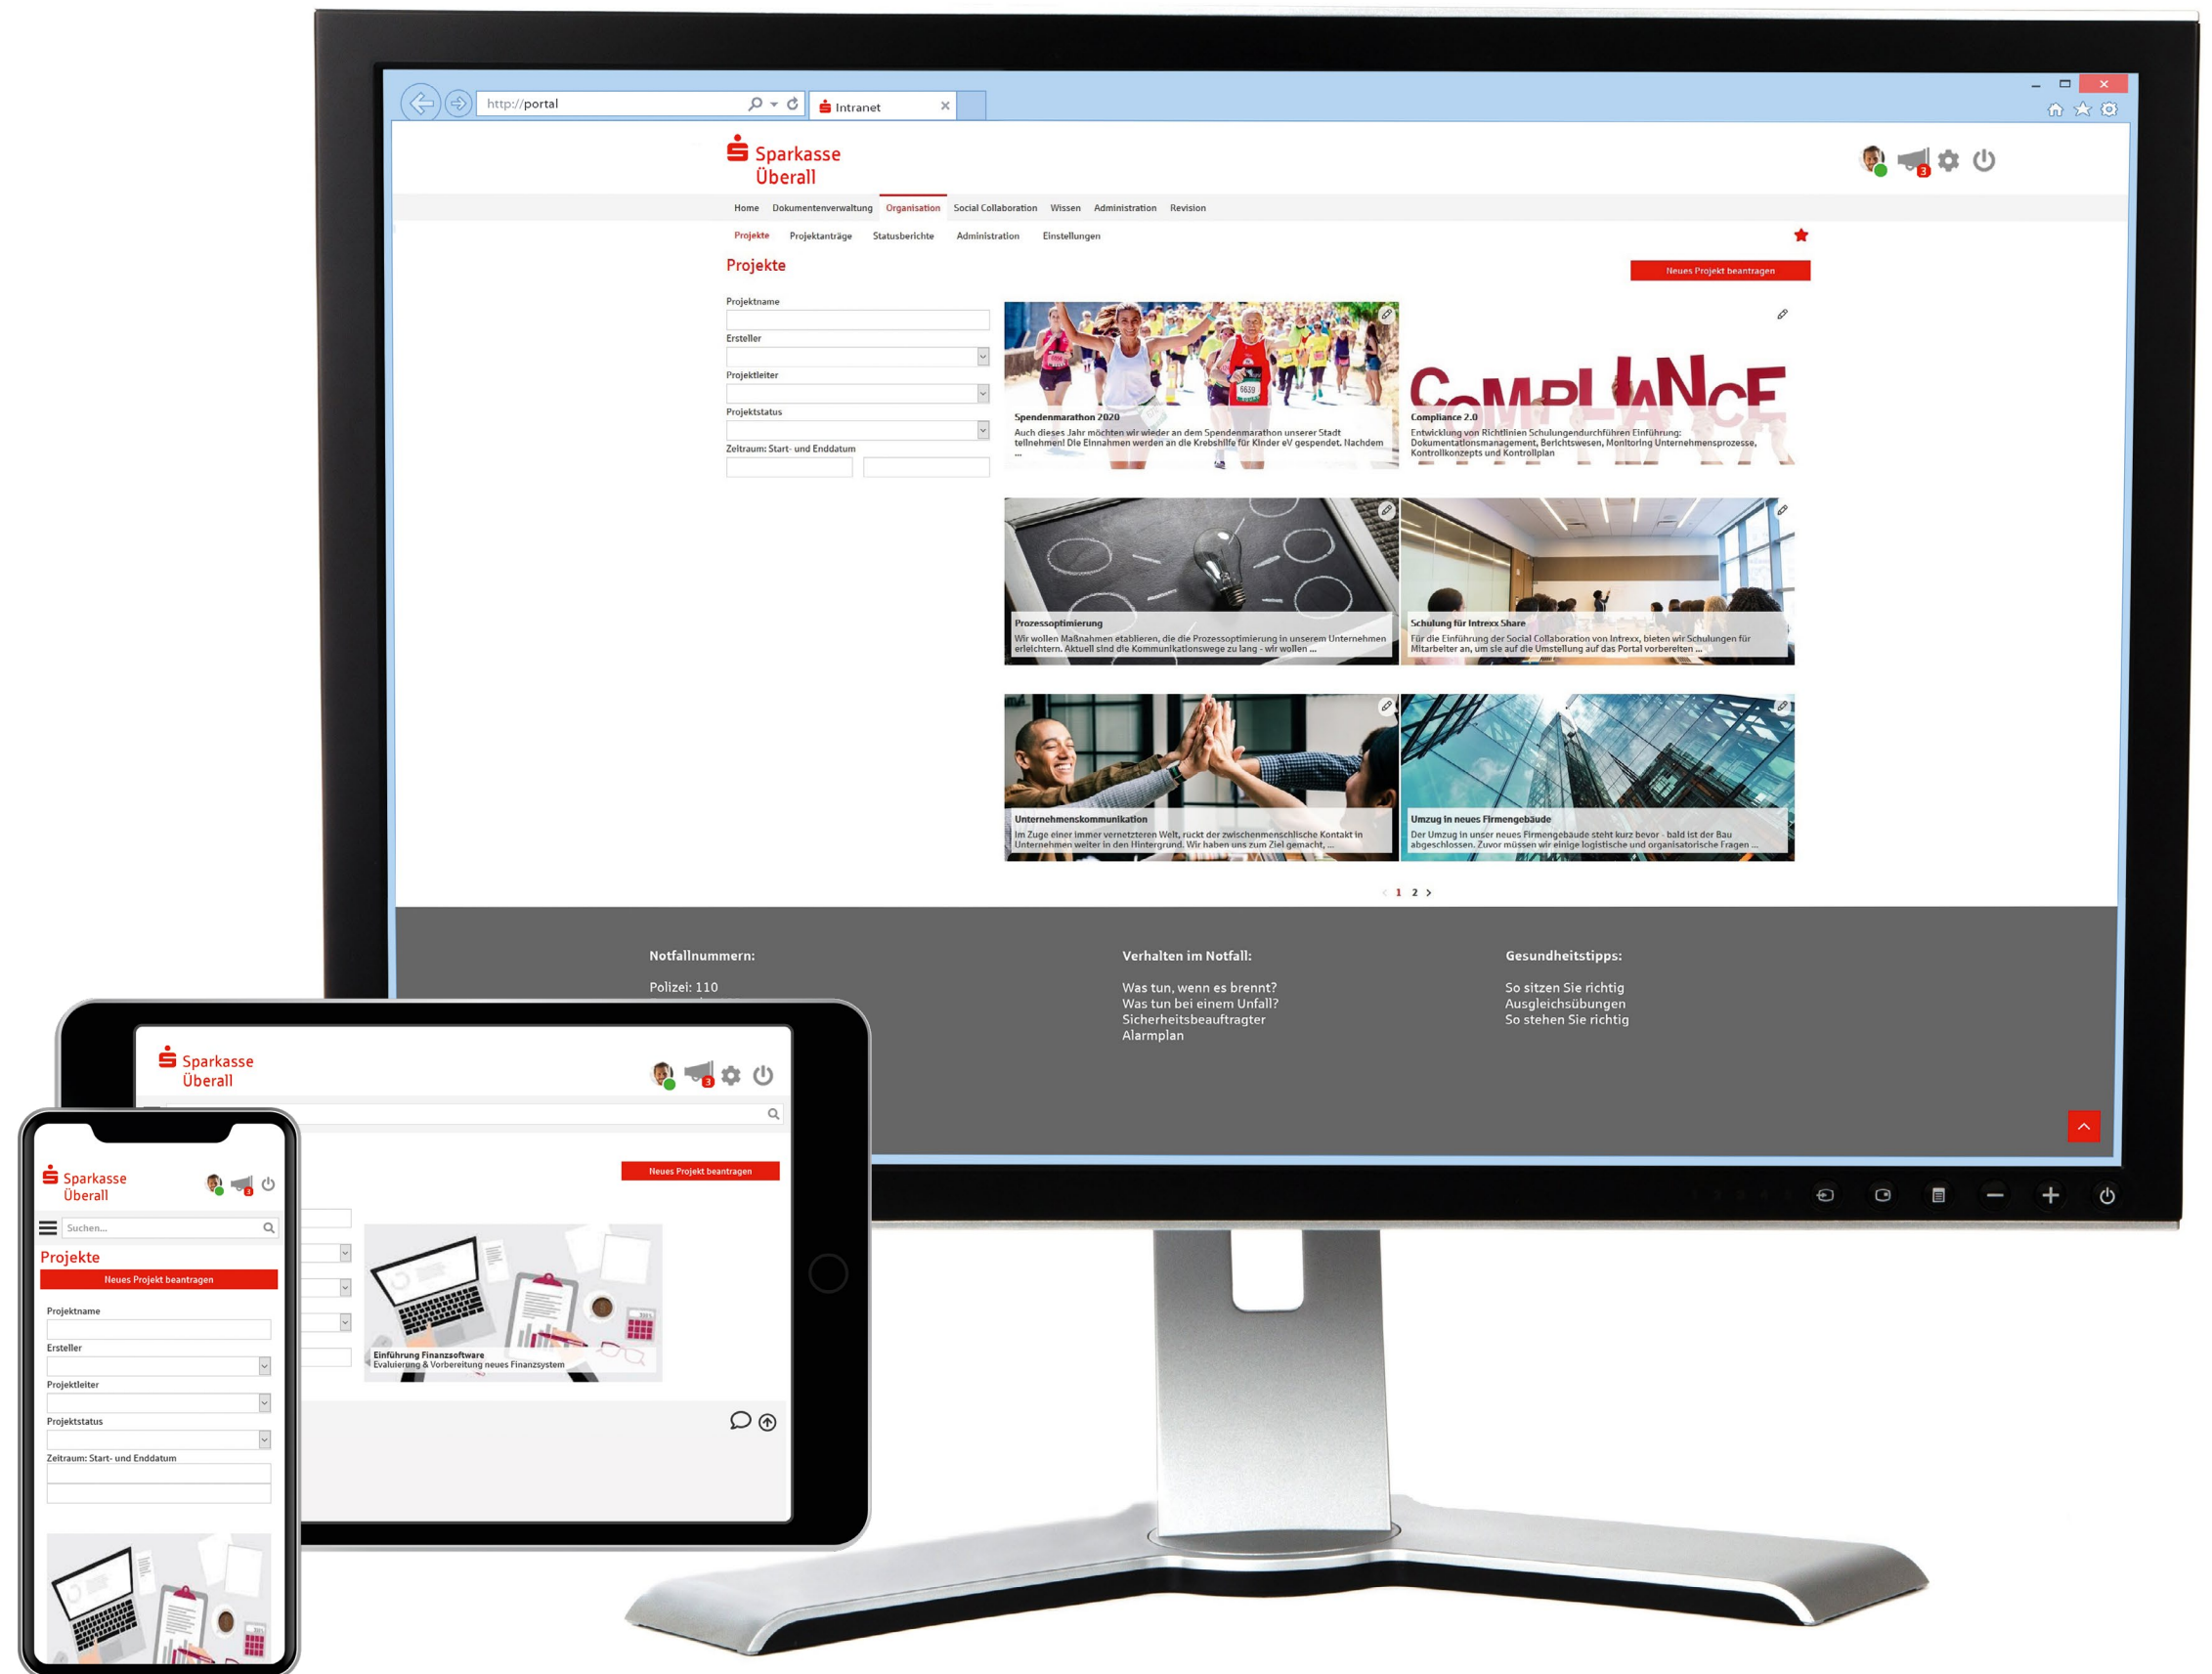 http://portal
Intranet
Sparkasse
Überall
3
Home Dokumentenverwaltung Organisation Social Collaboration Wissen Administration Revision
Projekte Projektanträge Statusberichte Administration Einstellungen
Projekte
Neues Projekt beantragen
Projektname
Ersteller
Projektleiter
Projektstatus
Zeitraum: Start- und Enddatum
6639
Spendenmarathon 2020
Auch dieses Jahr möchten wir wieder an dem Spendenmarathon unserer Stadt
teilnehmen! Die Einnahmen werden an die Krebshilfe für Kinder eV gespendet. Nachdem
...
COMPLIANCE
Compliance 2.0
Entwicklung von Richtlinien Schulungendurchführen Einführung:
Dokumentationsmanagement, Berichtswesen, Monitoring Unternehmensprozesse,
Kontrollkonzepts und Kontrollplan
Prozessoptimierung
Wir wollen Maßnahmen etablieren, die die Prozessoptimierung in unserem Unternehmen
erleichtern. Aktuell sind die Kommunikationswege zu lang - wir wollen ...
Schulung für Intrexx Share
Für die Einführung der Social Collaboration von Intrexx, bieten wir Schulungen für
Mitarbeiter an, um sie auf die Umstellung auf das Portal vorbereiten ...
Unternehmenskommunikation
Im Zuge einer immer vernetzteren Welt, rückt der zwischenmenschlische Kontakt in
Unternehmen weiter in den Hintergrund. Wir haben uns zum Ziel gemacht, ...
Umzug in neues Firmengebäude
Der Umzug in unser neues Firmengebäude steht kurz bevor - bald ist der Bau
abgeschlossen. Zuvor müssen wir einige logistische und organisatorische Fragen ...
< 1 2 >
Notfallnummern:
Polizei: 110
Verhalten im Notfall:
Was tun, wenn es brennt?
Was tun bei einem Unfall?
Sicherheitsbeauftragter
Alarmplan
Gesundheitstipps:
So sitzen Sie richtig
Ausgleichsübungen
So stehen Sie richtig
Sparkasse
Überall
3
Neues Projekt beantragen
Einführung Finanzsoftware
Evaluierung & Vorbereitung neues Finanzsystem
Sparkasse
Überall
3
Suchen...
Projekte
Neues Projekt beantragen
Projektname
Ersteller
Projektleiter
Projektstatus
Zeitraum: Start- und Enddatum